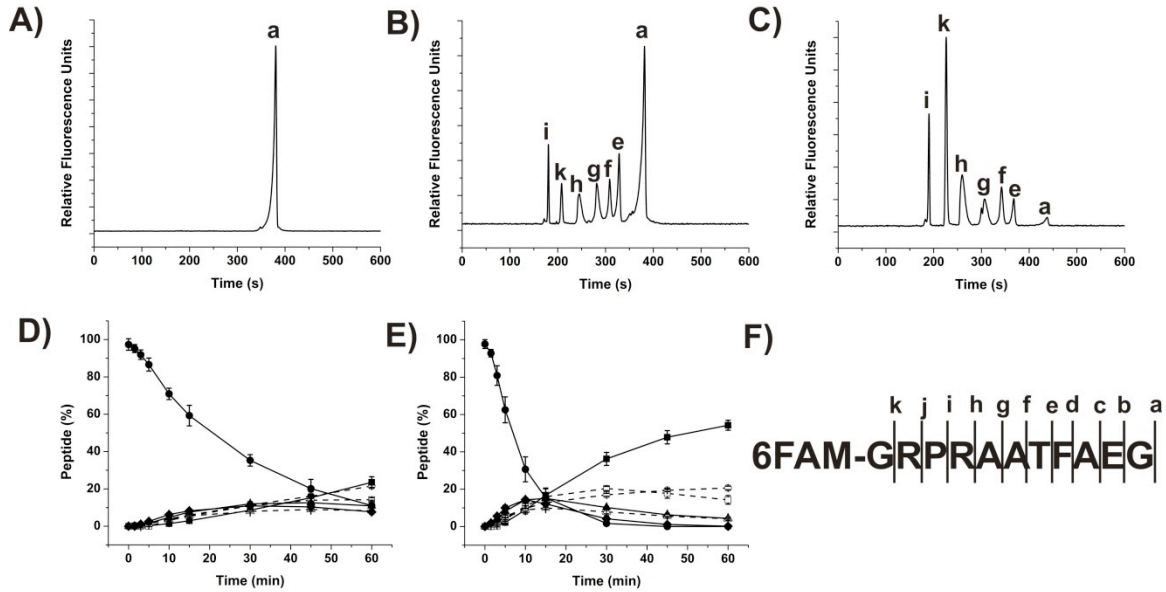 A)
a
Relative Fluorescence Units
0 100 200 300 400 500 600
Time (s)
B)
a
i k h g f e
Relative Fluorescence Units
0 100 200 300 400 500 600
Time (s)
C)
k
i
h g f e a
Relative Fluorescence Units
0 100 200 300 400 500 600
Time (s)
D)
Peptide (%)
100
80
60
40
20
0
0 10 20 30 40 50 60
Time (min)
E)
Peptide (%)
100
80
60
40
20
0
0 10 20 30 40 50 60
Time (min)
F)
k j i h g f e d c b a
6FAM-GRPRAATFAEG